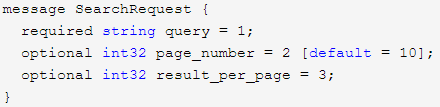 message SearchRequest {
  required string query = 1;
  optional int32 page_number = 2 [default = 10];
  optional int32 result_per_page = 3;
}